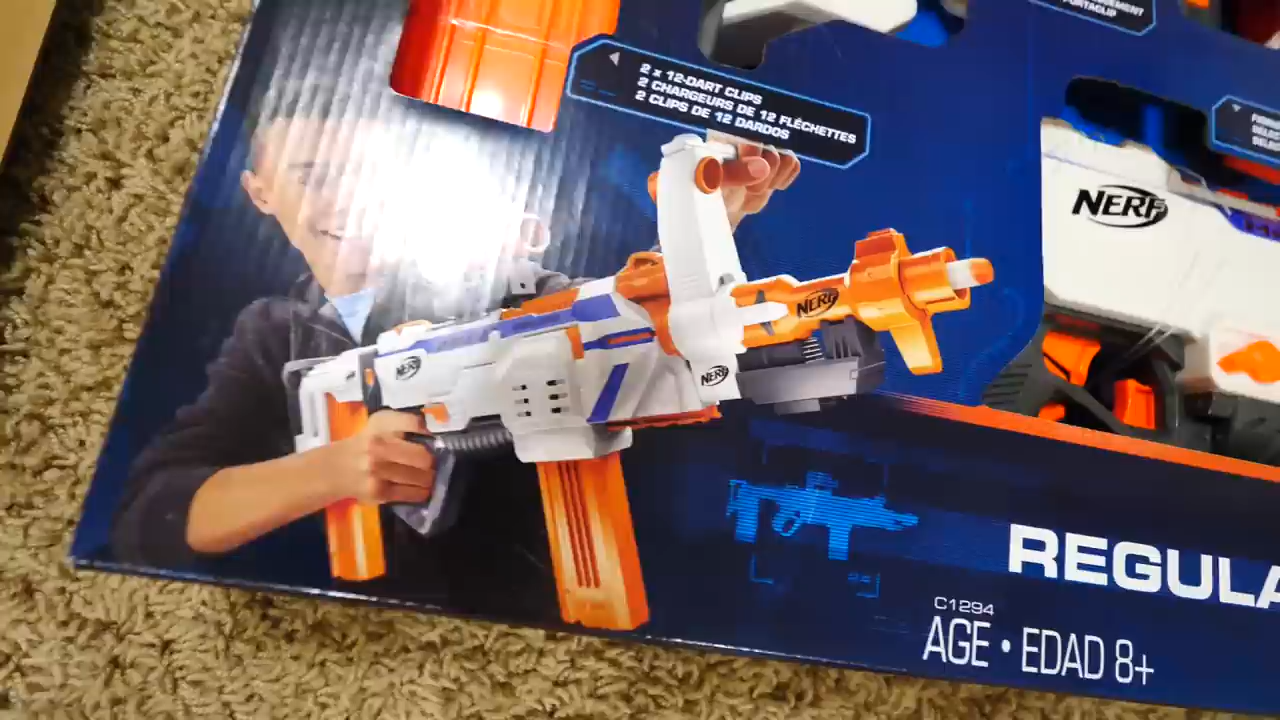 PORTACLIP
2 x 12-DART CLIPS
2 CHARGEURS DE 12 FLÉCHETTES
2 CLIPS DE 12 DARDOS
NERF
NERF
NERF
NERF
REGULA
C1294
AGE • EDAD 8+